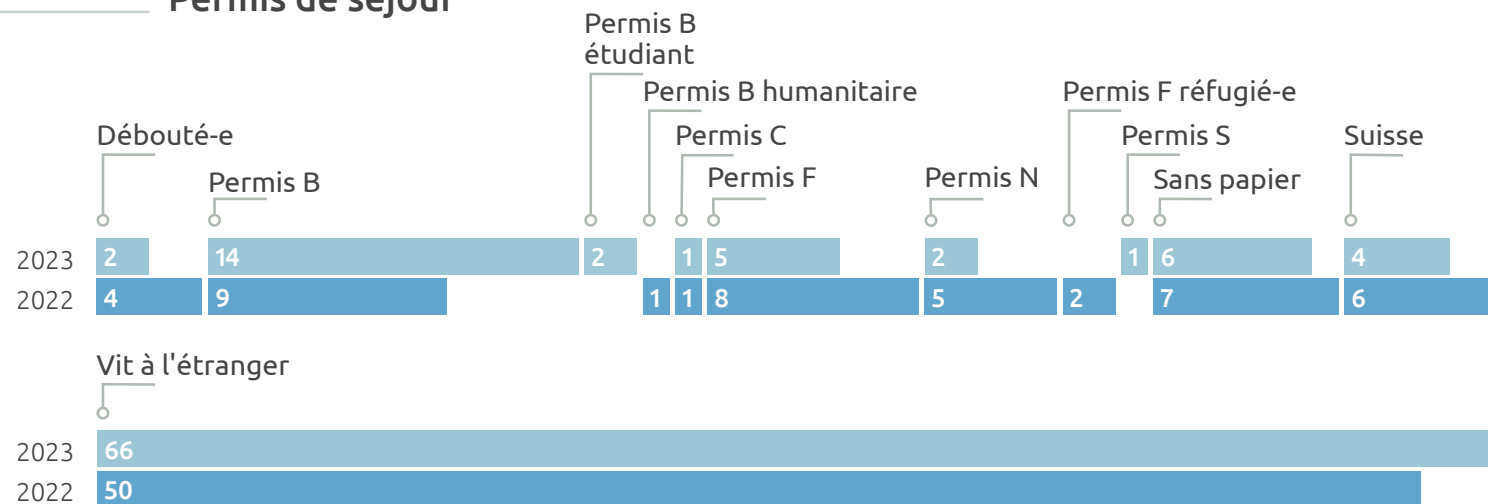 Permis de séjour
Permis B
étudiant
Permis B humanitaire
Permis F réfugié-e
Débouté-e
Permis C
Permis S
Suisse
Permis B
Permis F
Permis N
Sans papier
2023 2 14 2 1 5 2 1 6 4
2022 4 9 1 1 8 5 2 7 6
Vit à l'étranger
2023 66
2022 50